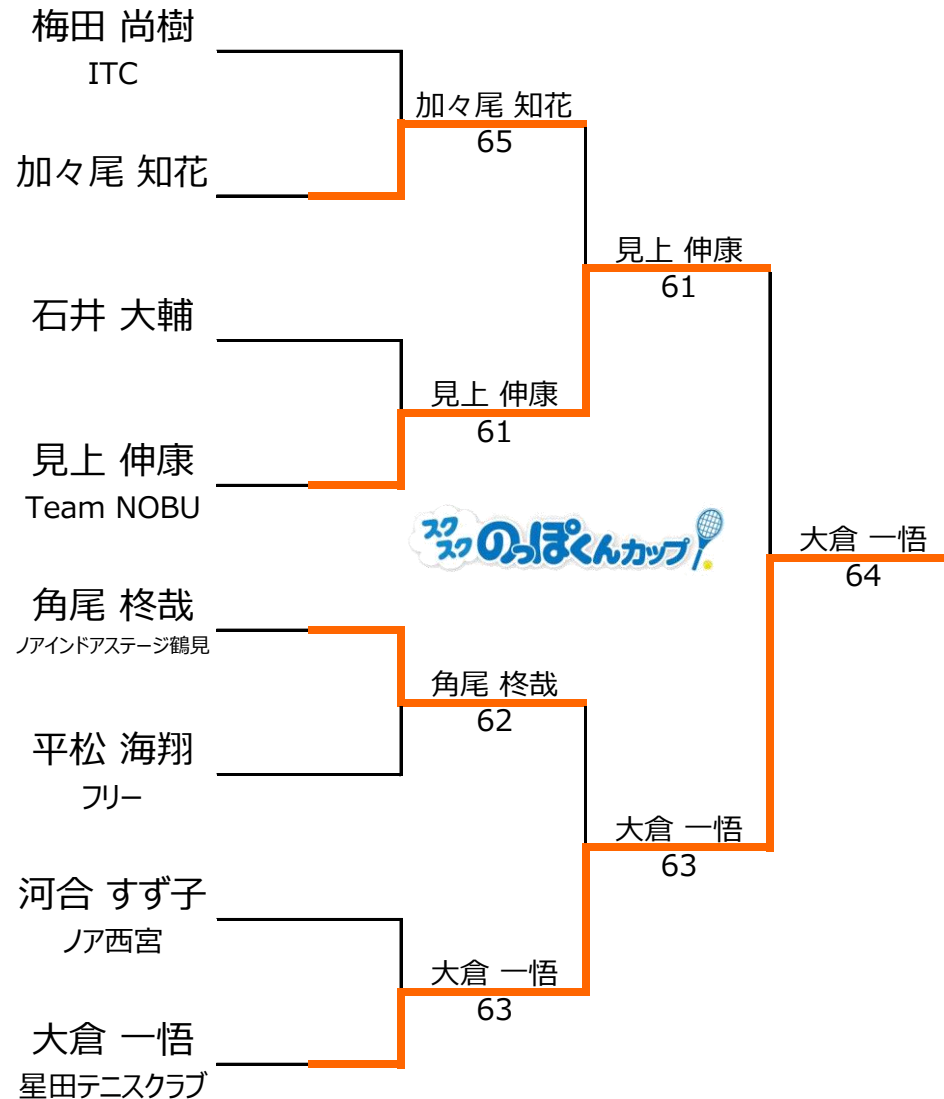 梅田 尚樹
ITC
加々尾 知花
65
加々尾 知花
見上 伸康
61
石井 大輔
見上 伸康
61
見上 伸康
Team NOBU
スクスクのっぽくんカップ
大倉 一悟
64
角尾 柊哉
ノアインドアステージ鶴見
角尾 柊哉
62
平松 海翔
フリー
大倉 一悟
63
河合 すず子
ノア西宮
大倉 一悟
63
大倉 一悟
星田テニスクラブ